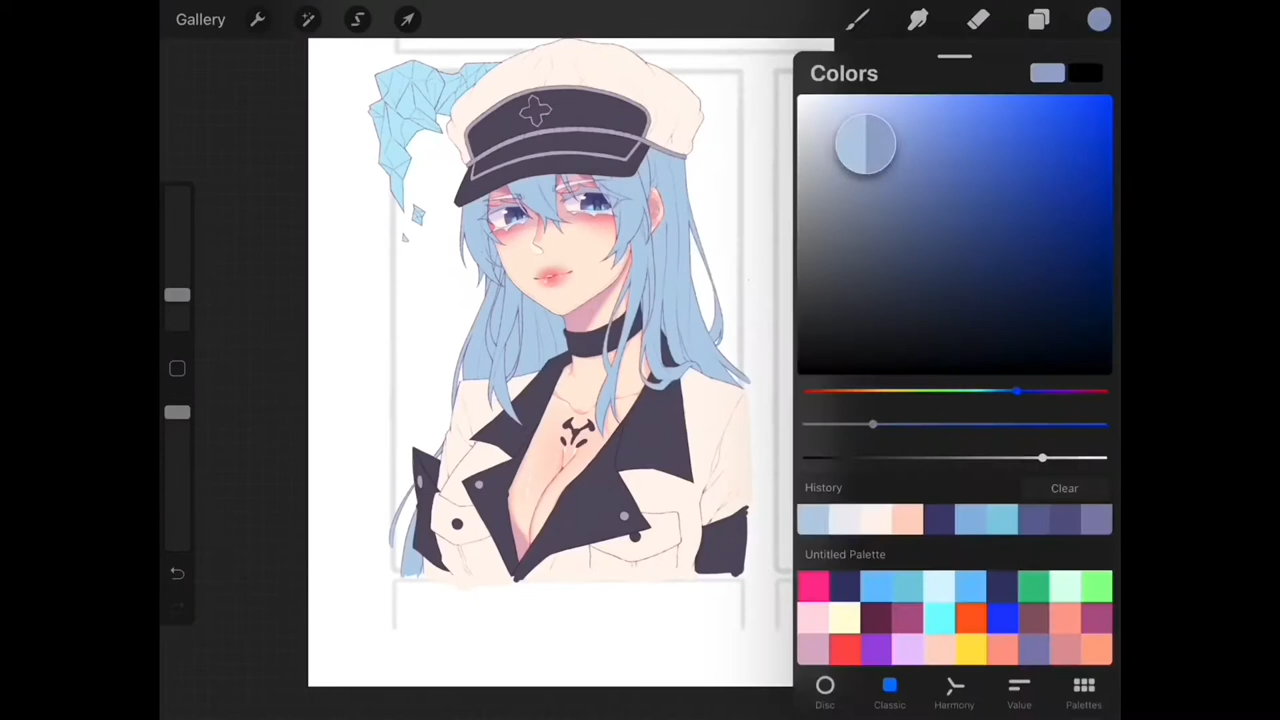 Gallery
Colors
History
Clear
Untitled Palette
Disc
Classic
Harmony
Value
Palettes